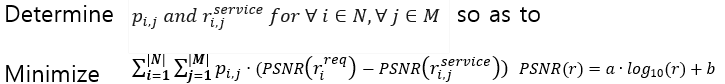 Determine p_{i,j} and r_{i,j}^{service} for ∀ i ∈ N, ∀ j ∈ M so as to
Minimize ∑_{i=1}^{|N|} ∑_{j=1}^{|M|} p_{i,j} · (PSNR(r_i^{req}) − PSNR(r_{i,j}^{service})) PSNR(r) = a · log_{10}(r) + b